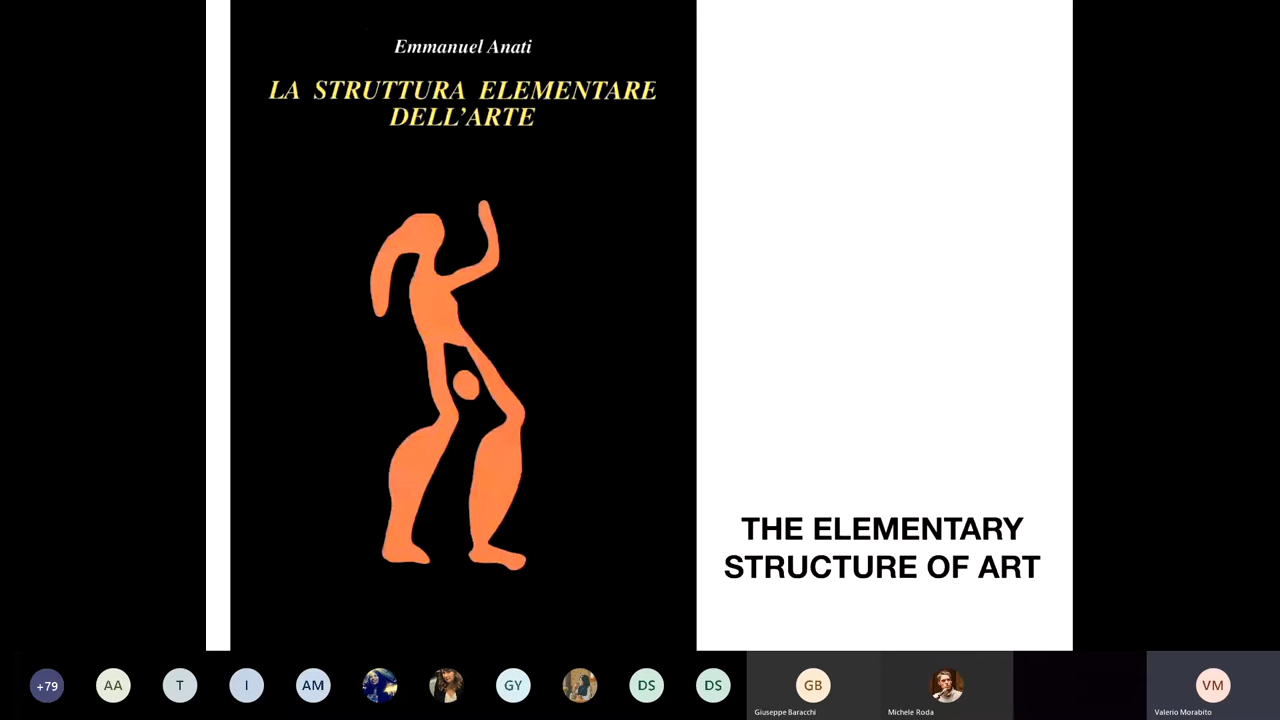 Emmanuel Anati
LA STRUTTURA ELEMENTARE
DELL'ARTE
THE ELEMENTARY
STRUCTURE OF ART
+79
AA
T
I
AM
GY
DS
DS
GB
VM
Giuseppe Baracchi
Michele Roda
Valerio Morabito